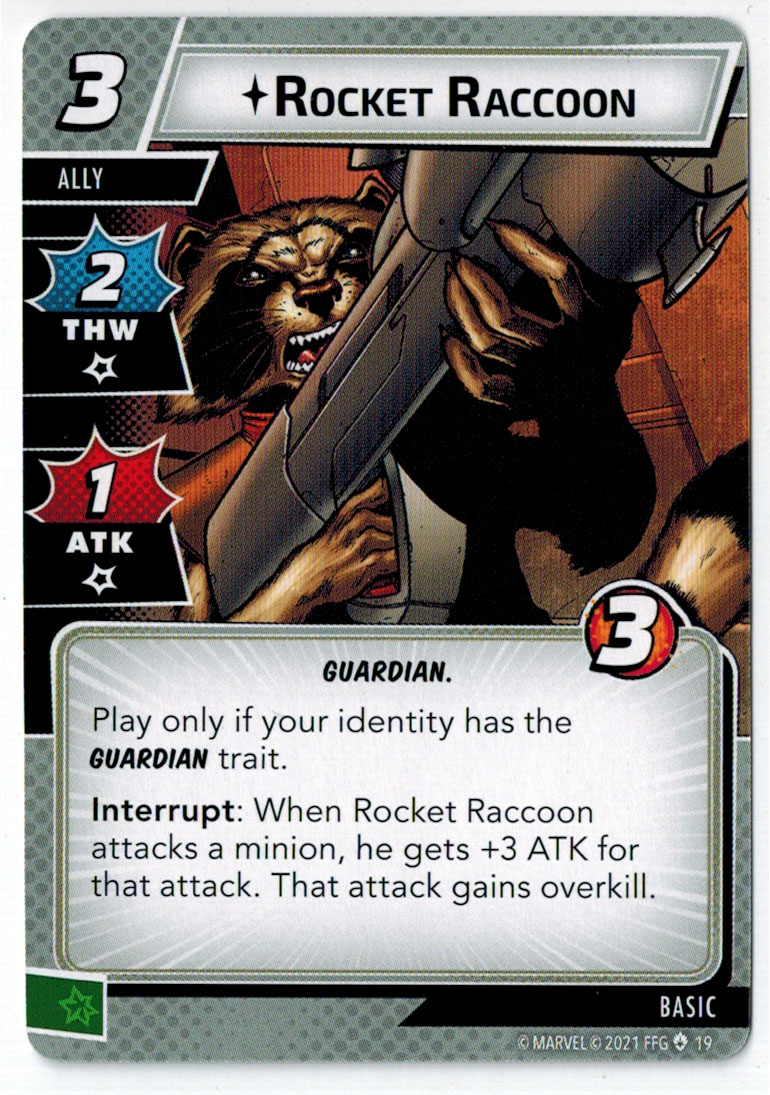 3
ROCKET RACCOON
ALLY
2
THW
1
ATK
3
GUARDIAN.
Play only if your identity has the
GUARDIAN trait.
Interrupt: When Rocket Raccoon
attacks a minion, he gets +3 ATK for
that attack. That attack gains overkill.
BASIC
© MARVEL © 2021 FFG 19